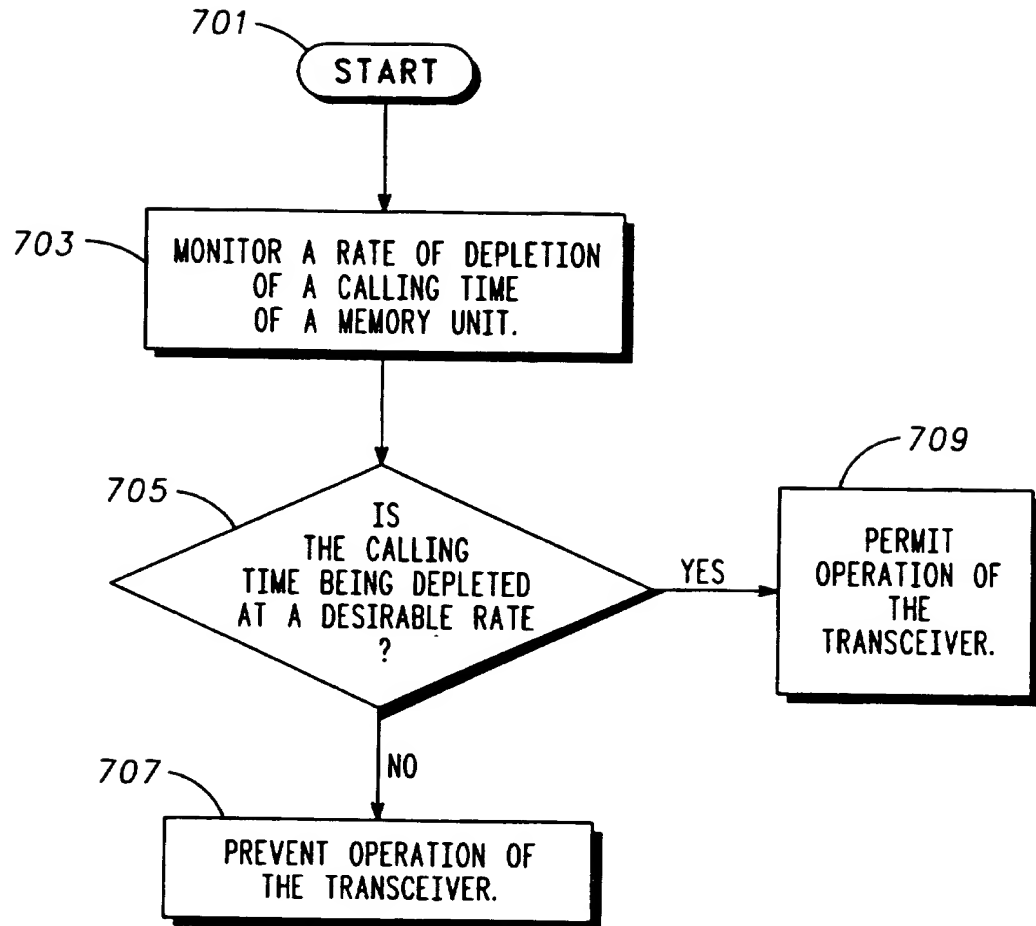 701
START
703
MONITOR A RATE OF DEPLETION
OF A CALLING TIME
OF A MEMORY UNIT.
705
IS
THE CALLING
TIME BEING DEPLETED
AT A DESIRABLE RATE
?
YES
709
PERMIT
OPERATION OF
THE
TRANSCEIVER.
NO
707
PREVENT OPERATION OF
THE TRANSCEIVER.